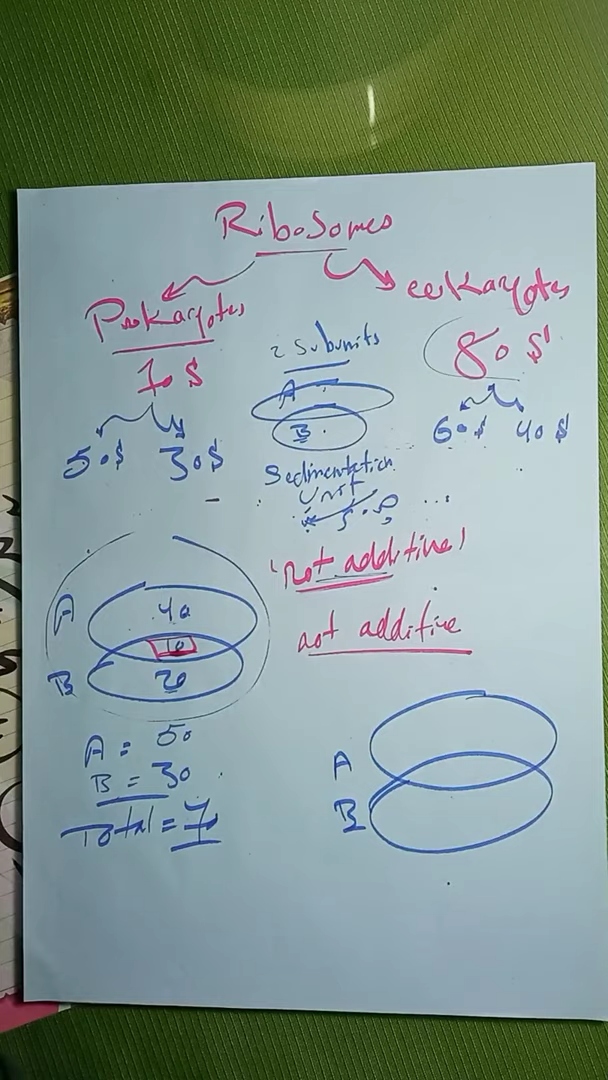 Ribosomes
Prokaryotes
eukaryotes
70 S
2 Subunits
80 S
A
B
50 S 30 S
60 S 40 S
Sedimentation
Unit
"not additive"
not additive
A 40
10
B 20
A = 50
B = 30
Total = 7
A
B